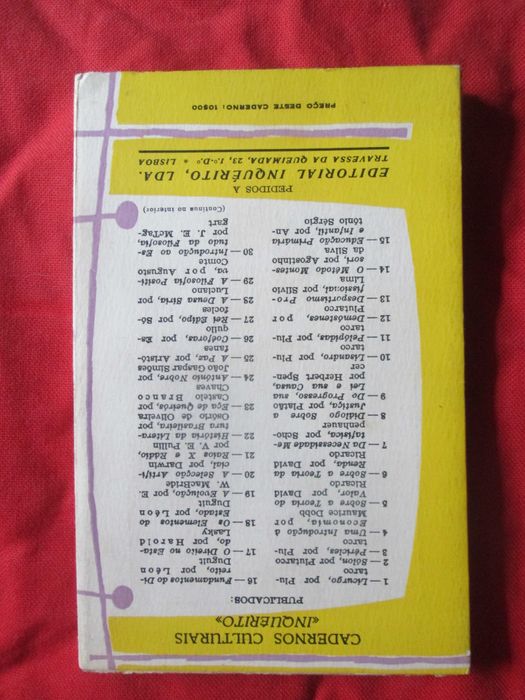 CADERNOS CULTURAIS
«INQUÉRITO»
PUBLICADOS:
1 — Licurgo, por Plu-
tarco
2 — Sólon, por Plutarco
3 — Péricles, por Plu-
tarco
4 — Uma Introdução à
Economia, por
Maurice Dobb
5 — Sobre a Teoria do
Valor, por David
Ricardo
6 — Sobre a Teoria da
Renda, por David
Ricardo
7 — Da Necessidade Me-
tafísica, por Scho-
penhauer
8 — Diálogo Sobre a
Justiça, por Platão
9 — Do Progresso, sua
Lei e sua Causa,
por Herbert Spen-
cer
10 — Lisandro, por Plu-
tarco
11 — Pelópidas, por Plu-
tarco
12 — Demóstenes, por
Plutarco
13 — Desportismo Pro-
fissional, por Sílvio
Lima
14 — O Método Montes-
sori, por Agostinho
da Silva
15 — Educação Primária
e Infantil, por An-
tónio Sérgio
16 — Fundamentos do Di-
reito, por Léon
Duguit
17 — O Direito no Esta-
do, por Harold
Lasky
18 — Os Elementos do
Estado, por Léon
Duguit
19 — A Evolução, por E.
W. MacBride
20 — A Selecção Artifi-
cial, por Darwin
21 — Raios X e Rádio,
por V. E. Pullin
22 — História da Litera-
tura Brasileira, por
Osório de Oliveira
23 — Eça de Queirós, por
Castelo Branco
Chaves
24 — António Nobre, por
João Gaspar Simões
25 — A Paz, por Aristó-
fanes
26 — Coéforas, por És-
quilo
27 — Rei Édipo, por Só-
focles
28 — A Deusa Síria, por
Luciano
29 — A Filosofia Positi-
va, por Augusto
Comte
30 — Introdução ao Es-
tudo da Filosofia,
por J. E. McTag-
gart
(Continua no interior)
PEDIDOS À
EDITORIAL INQUÉRITO, LDA.
TRAVESSA DA QUEIMADA, 23, 1.º-D.º * LISBOA
PREÇO DESTE CADERNO: 10$00